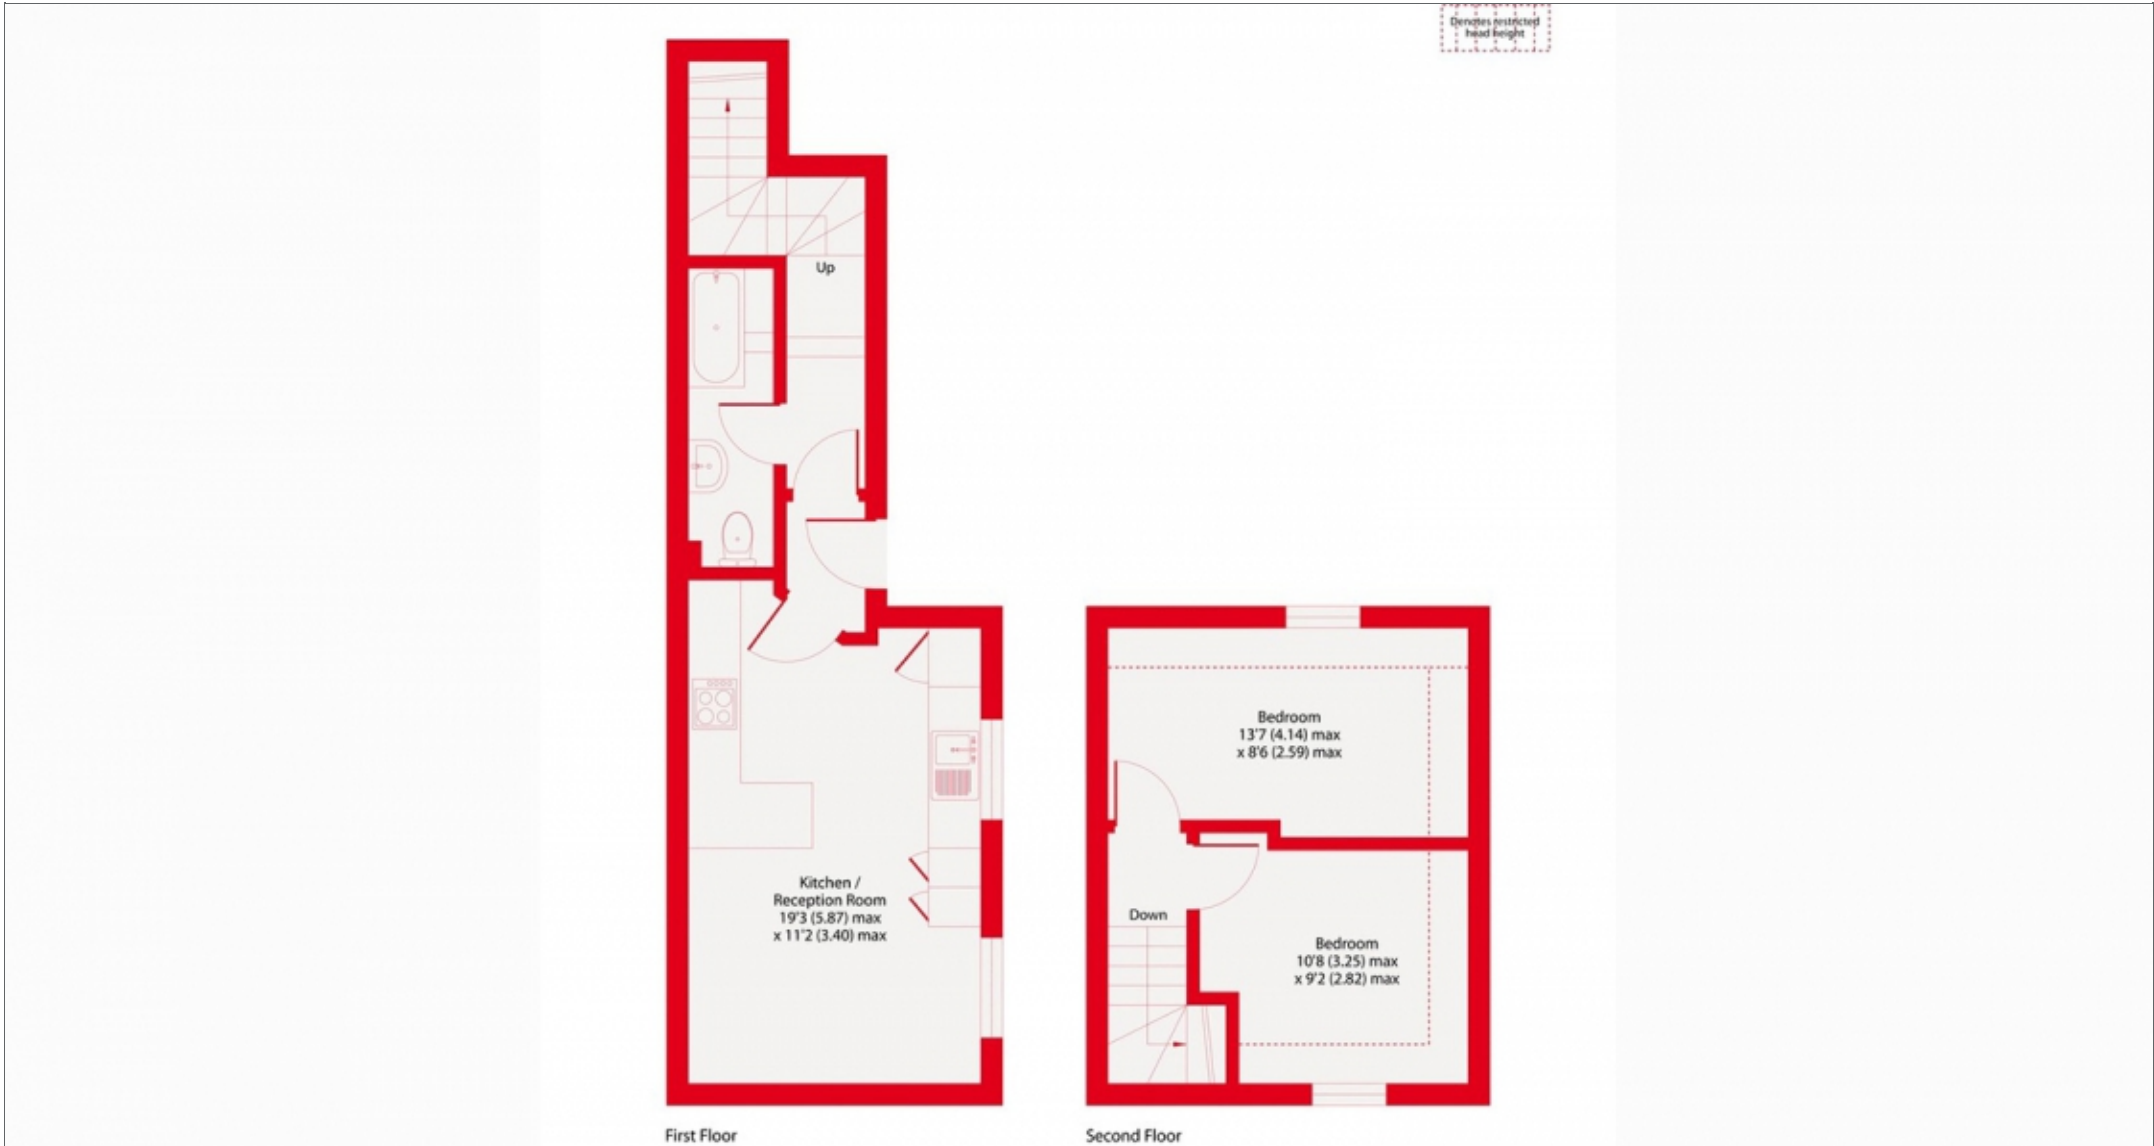 Denotes restricted
head height
Up
Kitchen /
Reception Room
19'3 (5.87) max
x 11'2 (3.40) max
First Floor
Bedroom
13'7 (4.14) max
x 8'6 (2.59) max
Down
Bedroom
10'8 (3.25) max
x 9'2 (2.82) max
Second Floor